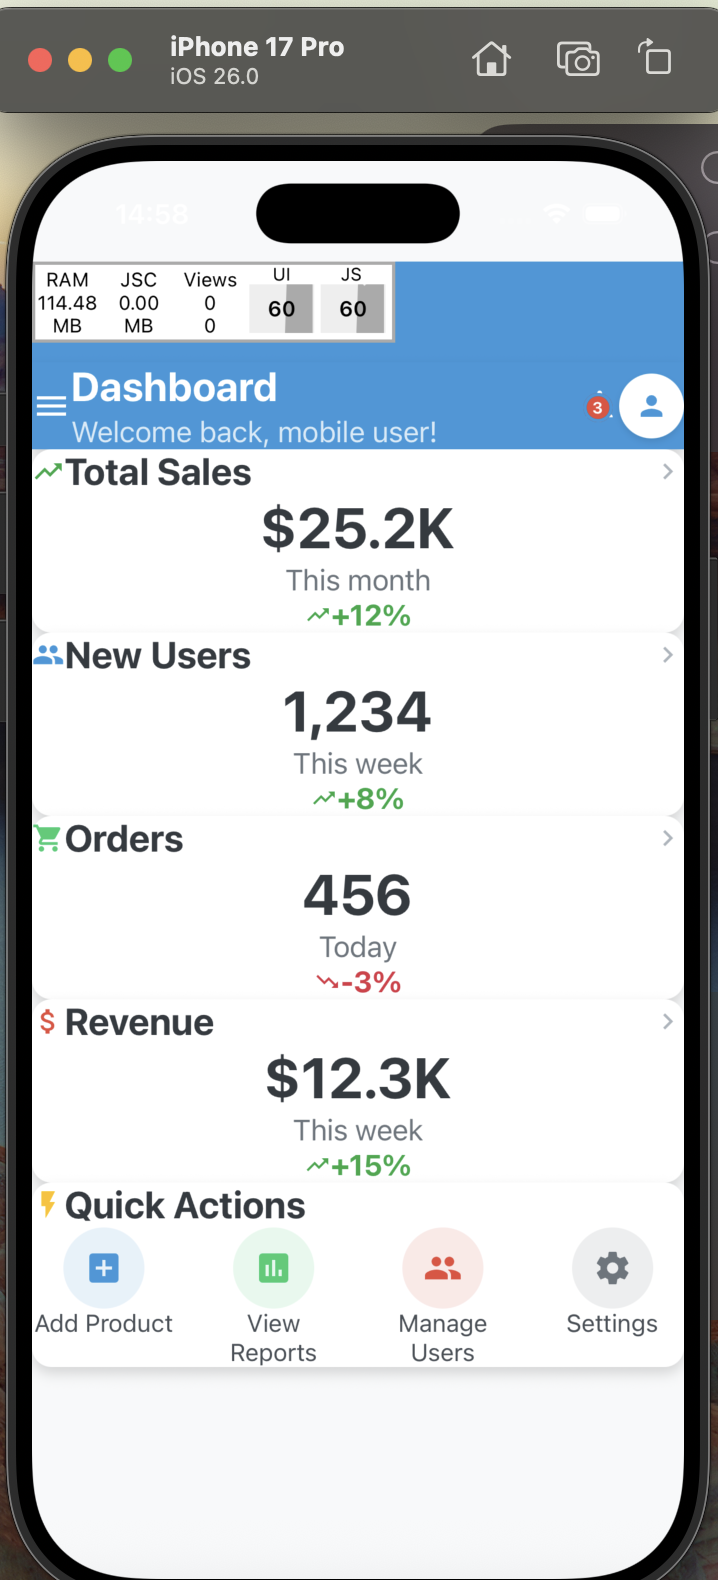 iPhone 17 Pro
iOS 26.0
14:58
RAM JSC Views UI JS
114.48 0.00 0 60 60
MB MB 0
Dashboard
3
Welcome back, mobile user!
Total Sales
$25.2K
This month
+12%
New Users
1,234
This week
+8%
Orders
456
Today
-3%
Revenue
$12.3K
This week
+15%
Quick Actions
Add Product View Manage Settings
Reports Users